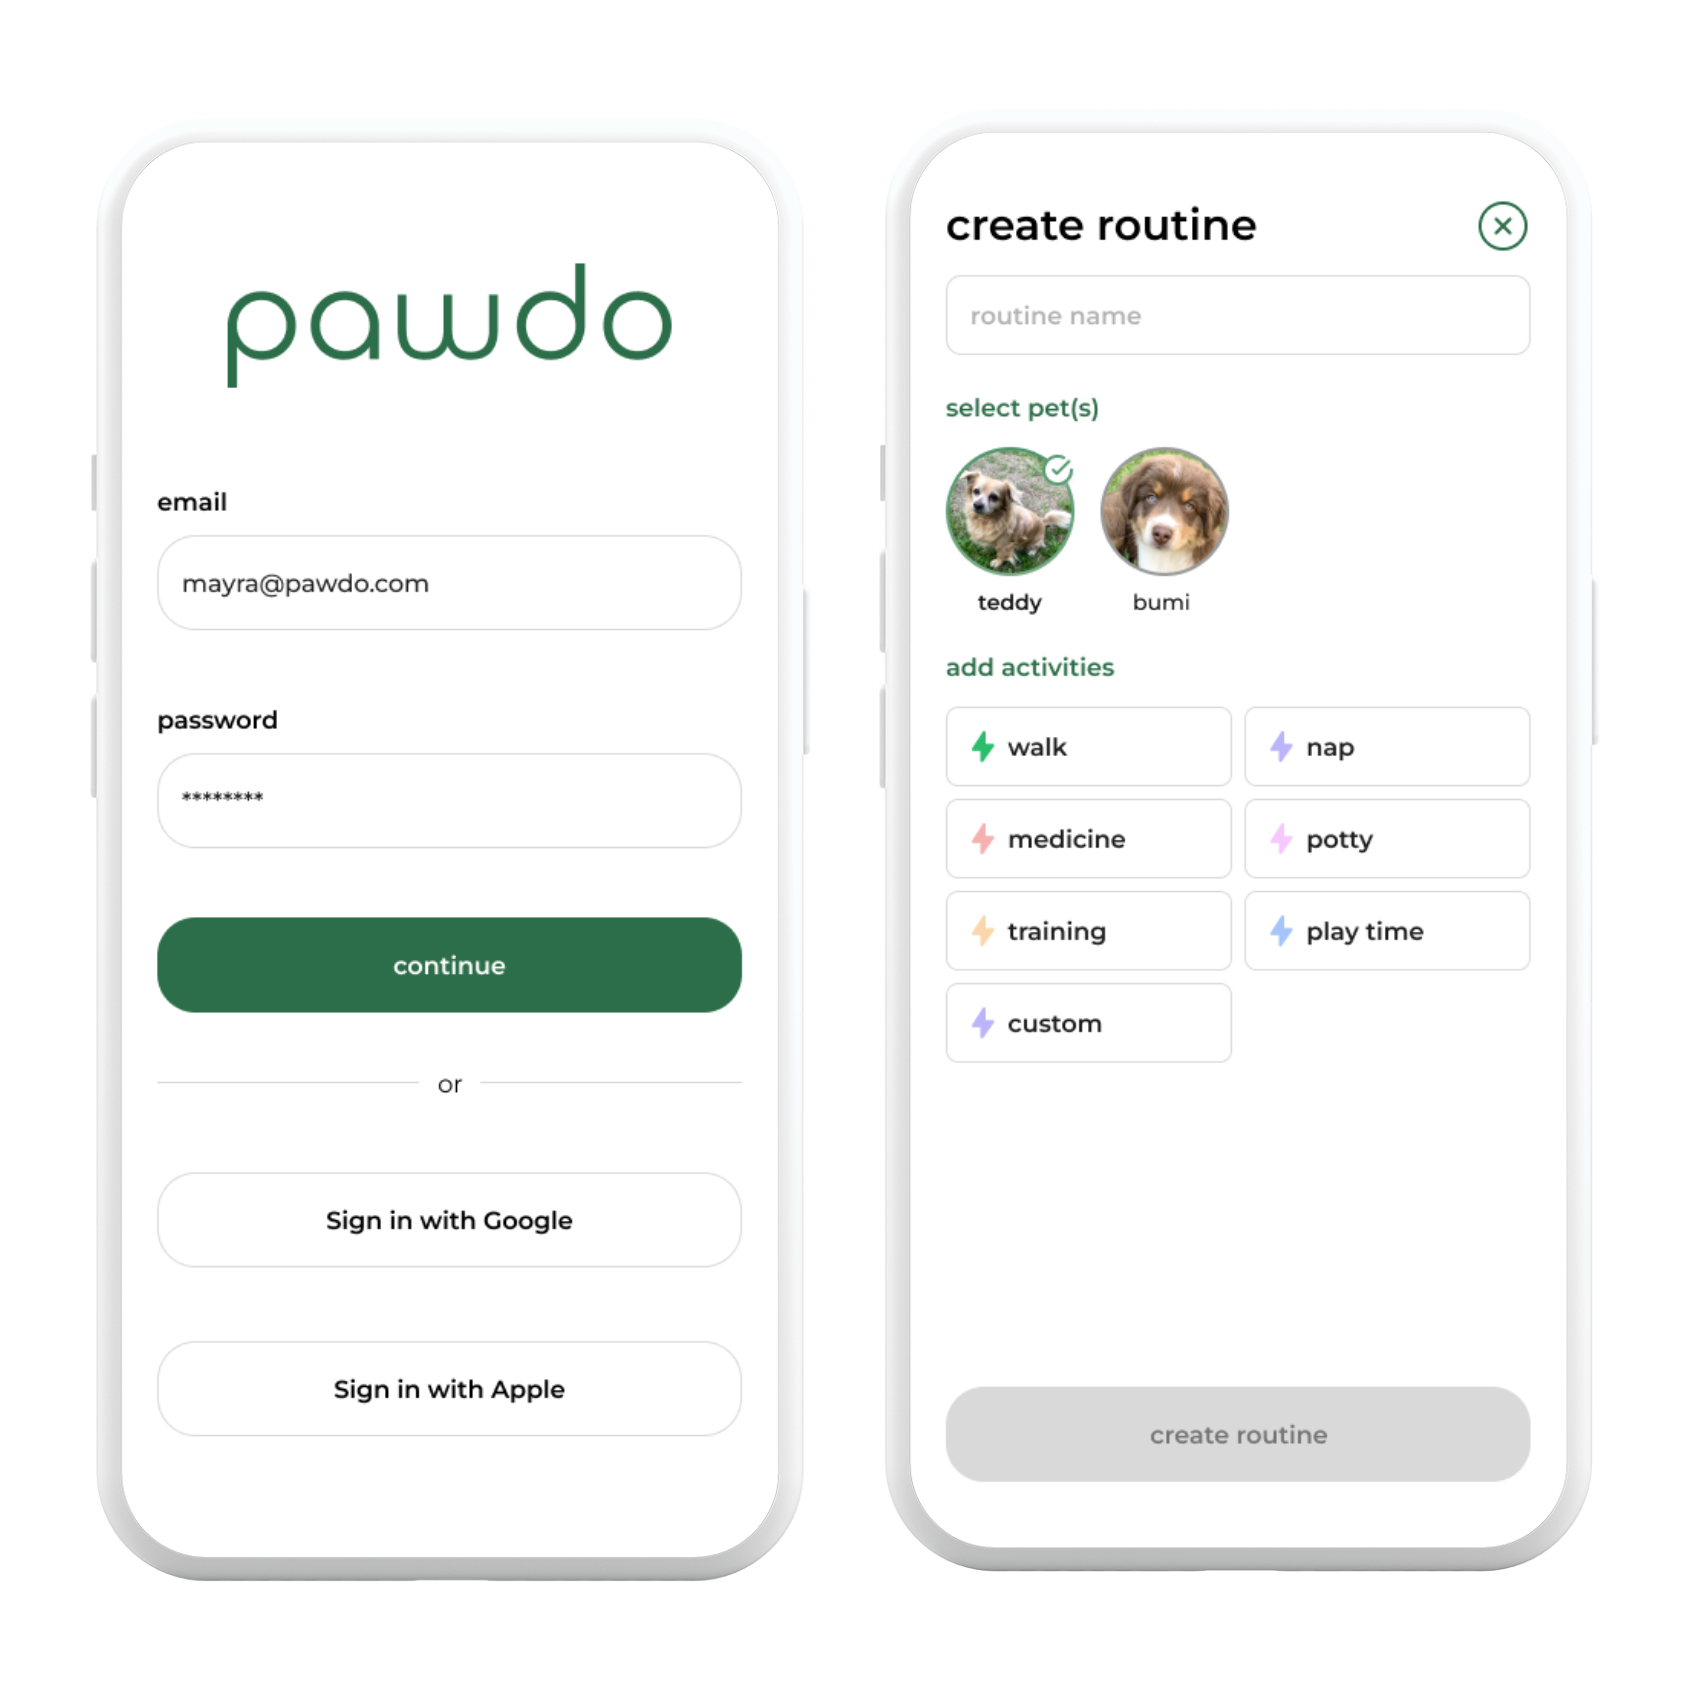 pawdo
email
mayra@pawdo.com
password
********
continue
or
Sign in with Google
Sign in with Apple
create routine
routine name
select pet(s)
teddy
bumi
add activities
walk
nap
medicine
potty
training
play time
custom
create routine